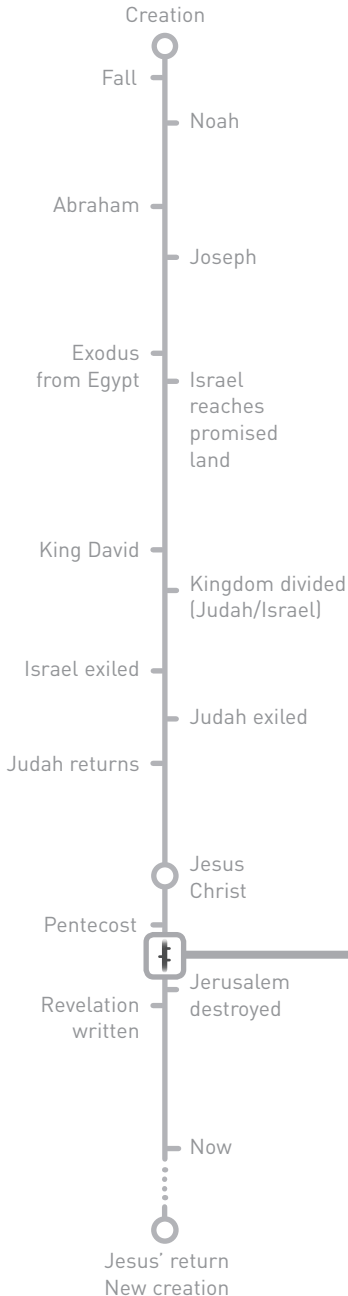 Creation
Fall
Noah
Abraham
Joseph
Exodus
from Egypt
Israel
reaches
promised
land
King David
Kingdom divided
(Judah/Israel)
Israel exiled
Judah exiled
Judah returns
Jesus
Christ
Pentecost
Jerusalem
destroyed
Revelation
written
Now
Jesus’ return
New creation